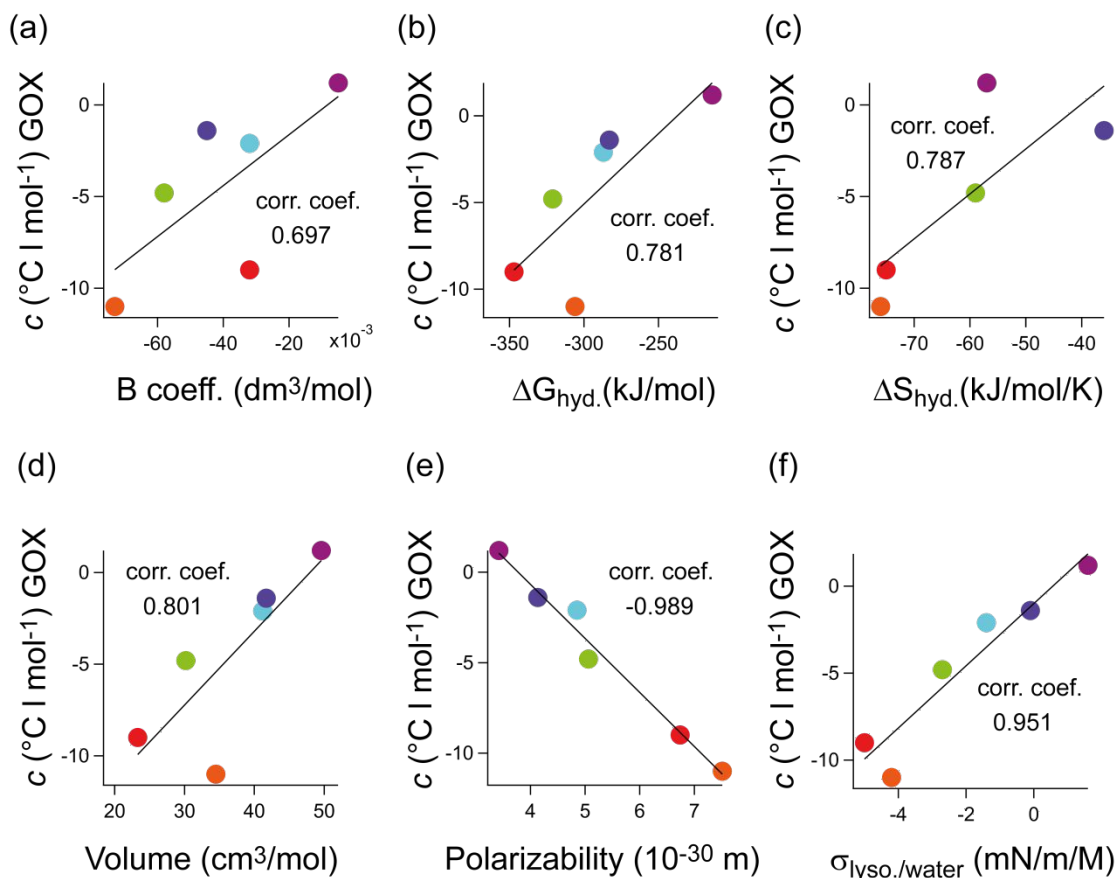 (a)
c (°C l mol⁻¹) GOX
0
-5
-10
corr. coef.
0.697
-60
-40
-20
x10⁻³
B coeff. (dm³/mol)
(b)
c (°C l mol⁻¹) GOX
0
-5
-10
corr. coef.
0.781
-350
-300
-250
ΔGhyd.(kJ/mol)
(c)
c (°C l mol⁻¹) GOX
0
-5
-10
corr. coef.
0.787
-70
-60
-50
-40
ΔShyd.(kJ/mol/K)
(d)
c (°C l mol⁻¹) GOX
0
-5
-10
corr. coef.
0.801
20
30
40
50
Volume (cm³/mol)
(e)
c (°C l mol⁻¹) GOX
0
-5
-10
corr. coef.
-0.989
4
5
6
7
Polarizability (10⁻³⁰ m)
(f)
c (°C l mol⁻¹) GOX
0
-5
-10
corr. coef.
0.951
-4
-2
0
σlyso./water (mN/m/M)